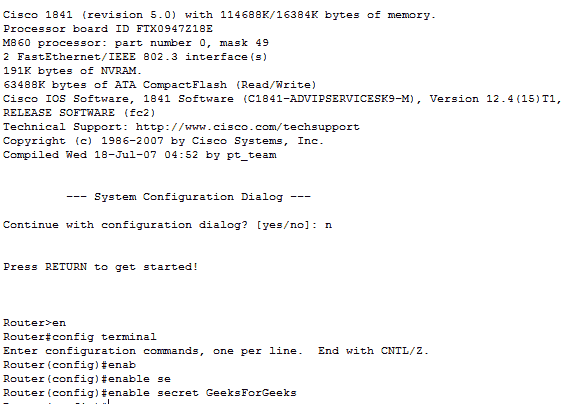 Cisco 1841 (revision 5.0) with 114688K/16384K bytes of memory.
Processor board ID FTX0947Z18E
M860 processor: part number 0, mask 49
2 FastEthernet/IEEE 802.3 interface(s)
191K bytes of NVRAM.
63488K bytes of ATA CompactFlash (Read/Write)
Cisco IOS Software, 1841 Software (C1841-ADVIPSERVICESK9-M), Version 12.4(15)T1,
RELEASE SOFTWARE (fc2)
Technical Support: http://www.cisco.com/techsupport
Copyright (c) 1986-2007 by Cisco Systems, Inc.
Compiled Wed 18-Jul-07 04:52 by pt_team
--- System Configuration Dialog ---
Continue with configuration dialog? [yes/no]: n
Press RETURN to get started!
Router>en
Router#config terminal
Enter configuration commands, one per line.  End with CNTL/Z.
Router(config)#enab
Router(config)#enable se
Router(config)#enable secret GeeksForGeeks